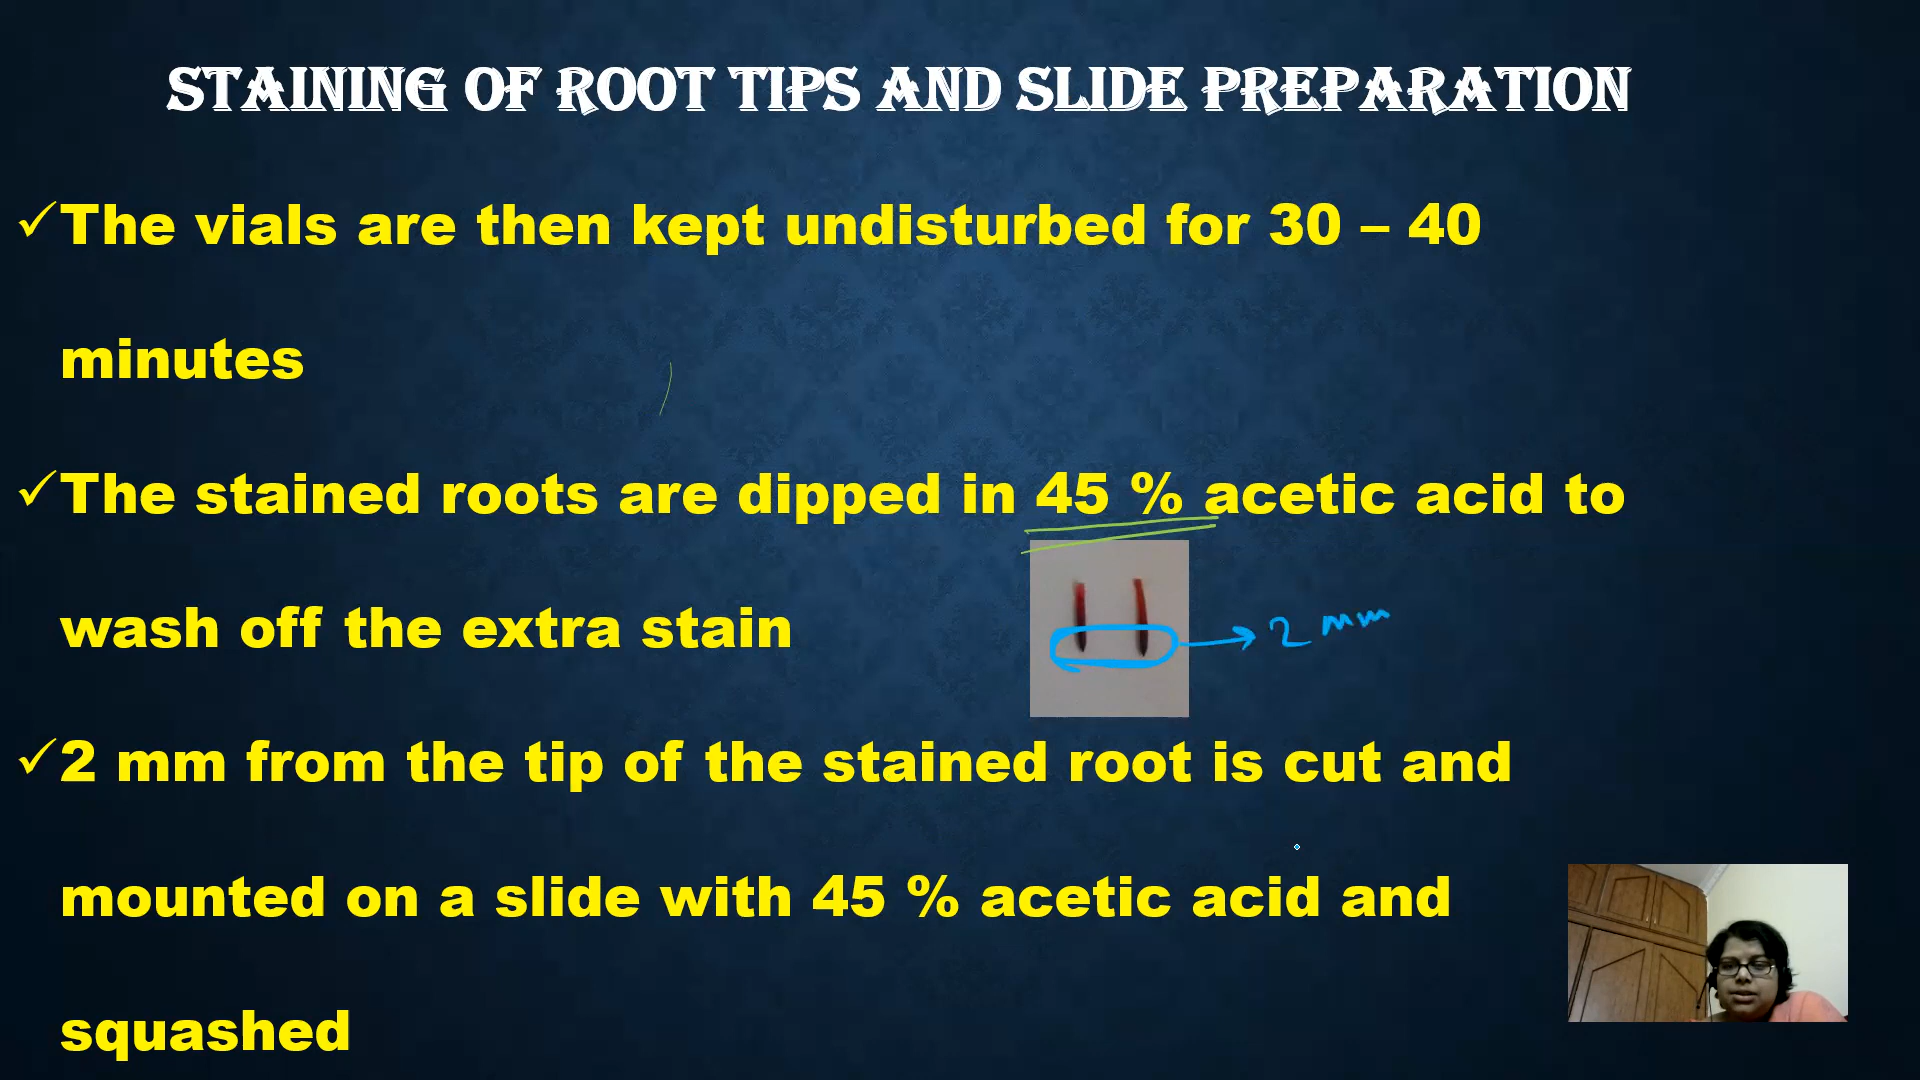 STAINING OF ROOT TIPS AND SLIDE PREPARATION
✓The vials are then kept undisturbed for 30 – 40
minutes
✓The stained roots are dipped in 45 % acetic acid to
wash off the extra stain
2 mm
✓2 mm from the tip of the stained root is cut and
mounted on a slide with 45 % acetic acid and
squashed